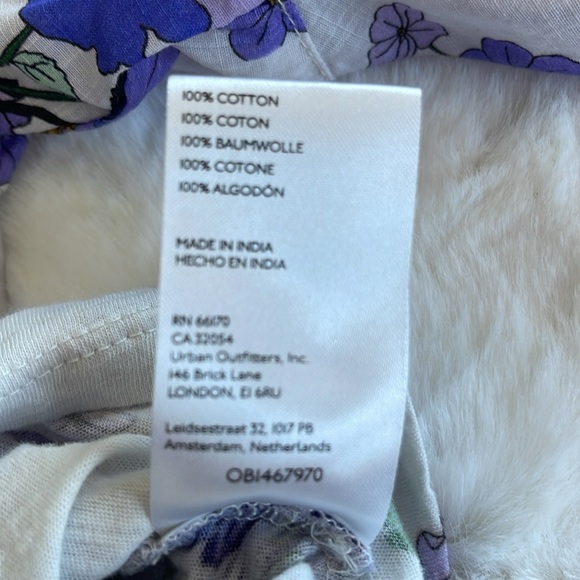 100% COTTON
100% COTON
100% BAUMWOLLE
100% COTONE
100% ALGODÓN
MADE IN INDIA
HECHO EN INDIA
RN 66170
CA 32054
Urban Outfitters, Inc.
146 Brick Lane
LONDON, E1 6RU
Leidsestraat 32, 1017 PB
Amsterdam, Netherlands
OB1467970